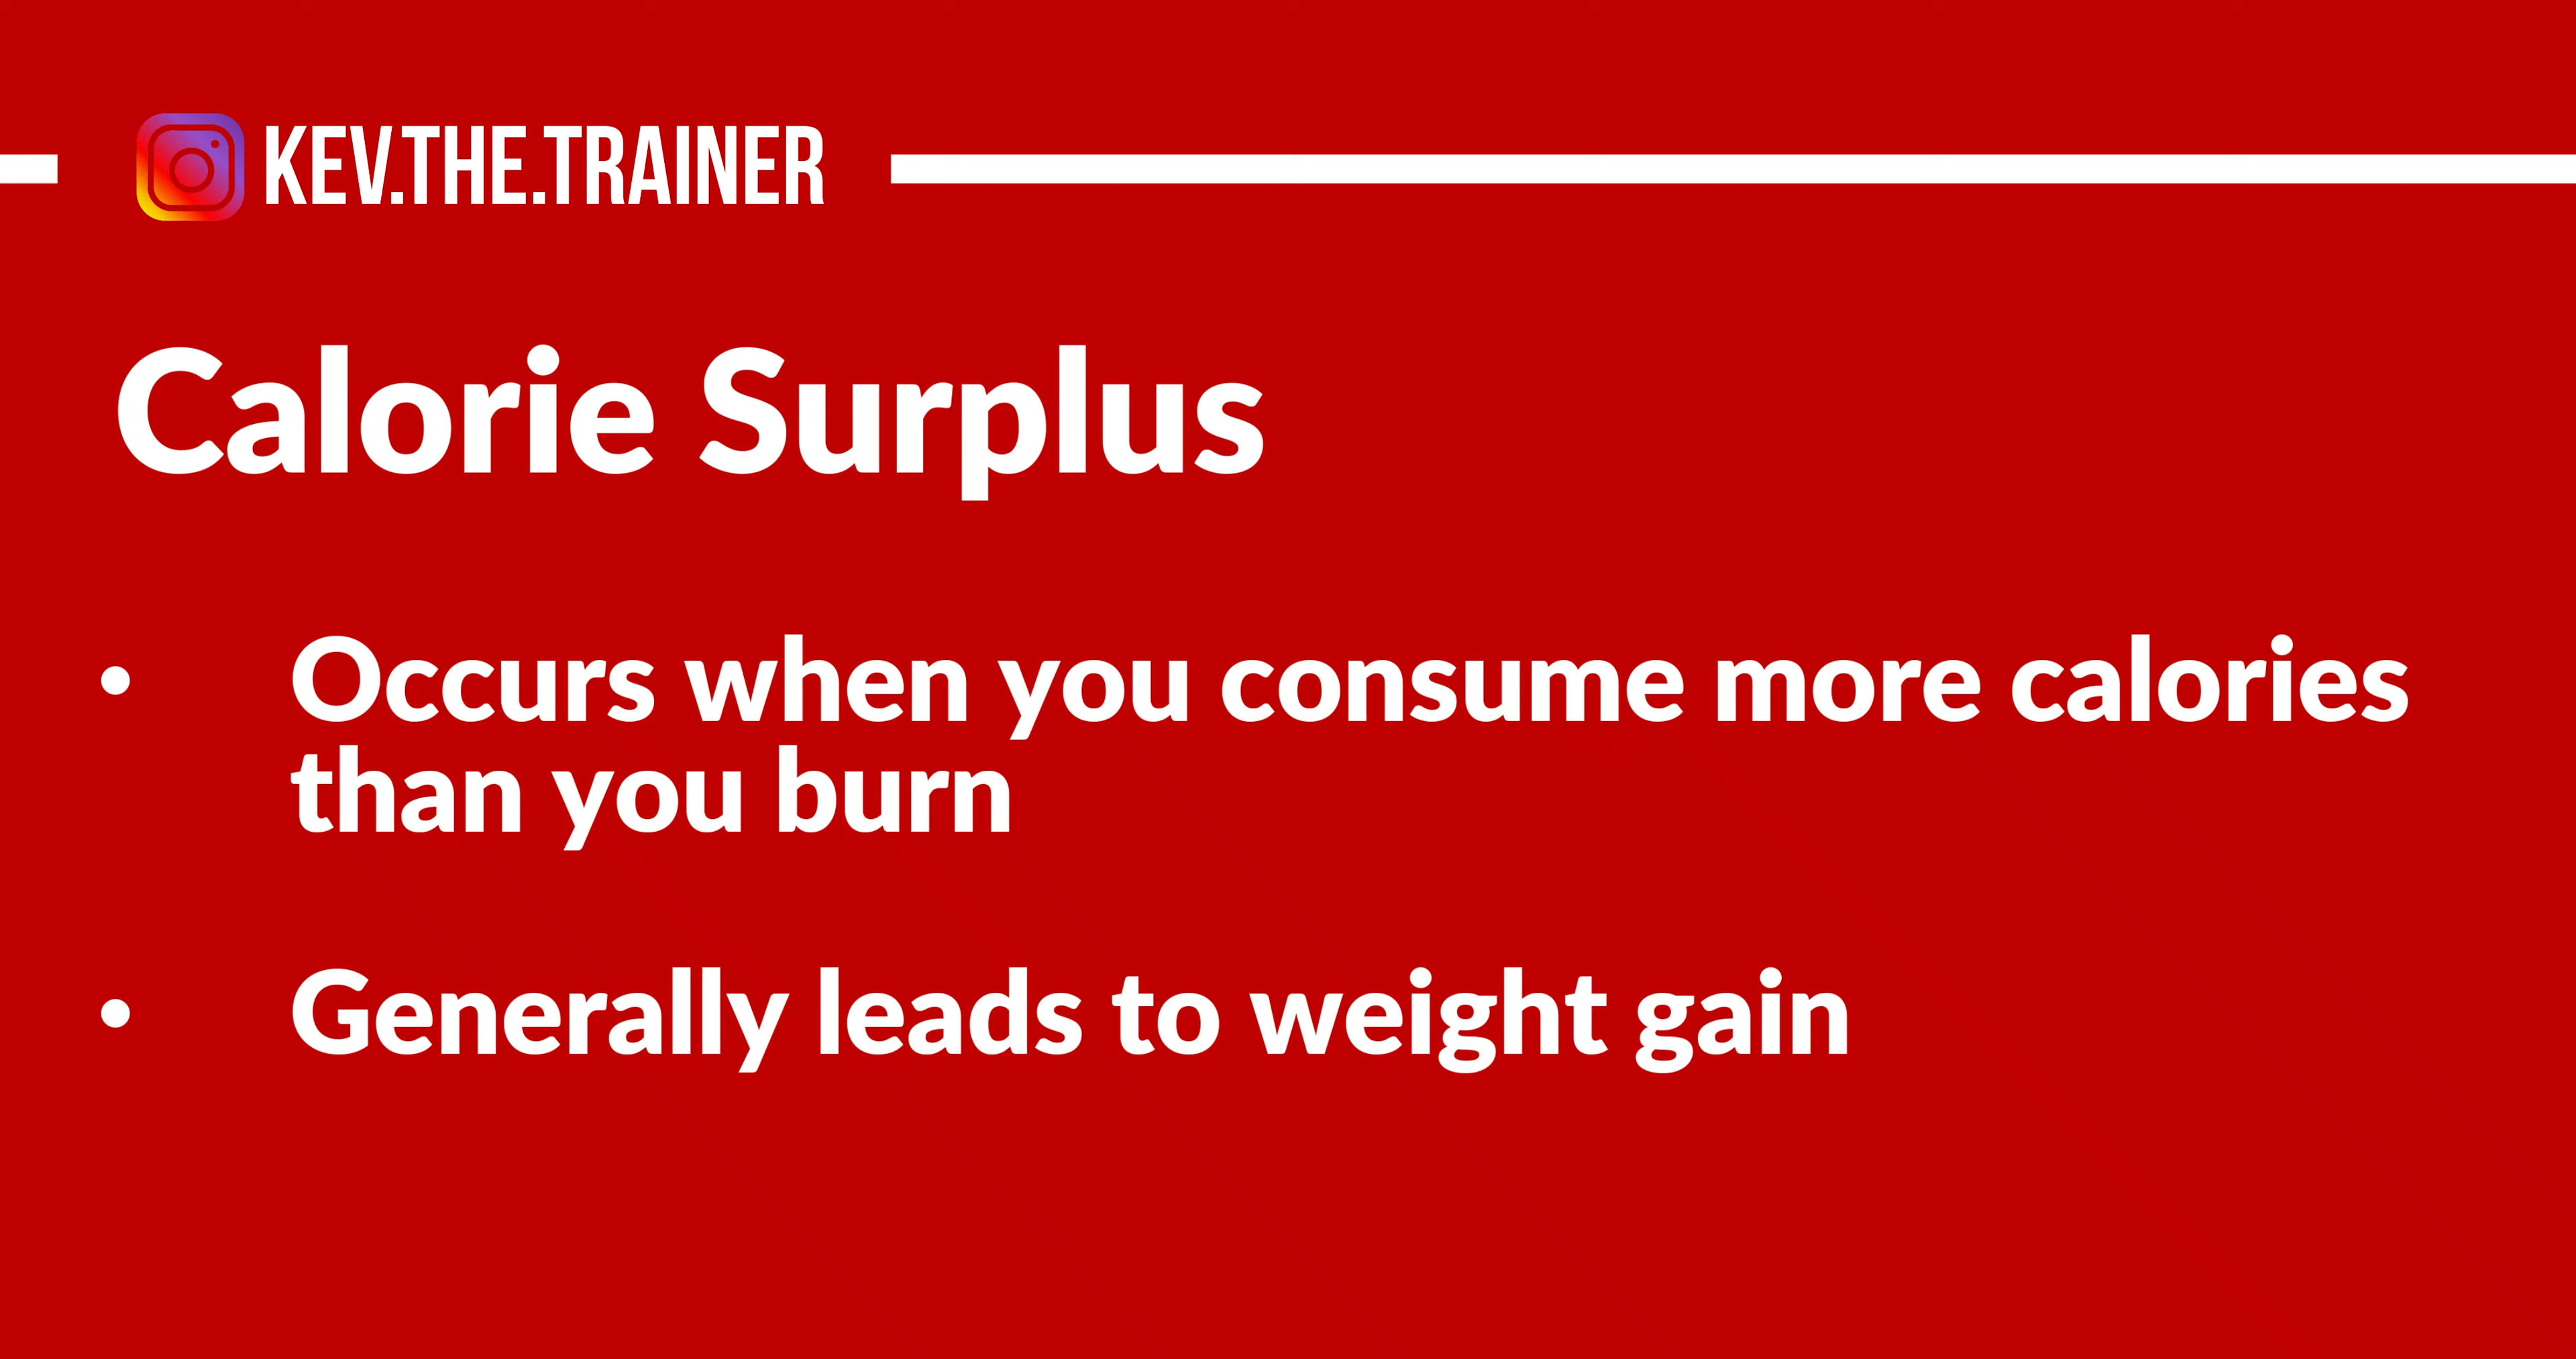 KEV.THE.TRAINER
Calorie Surplus
• Occurs when you consume more calories
than you burn
• Generally leads to weight gain